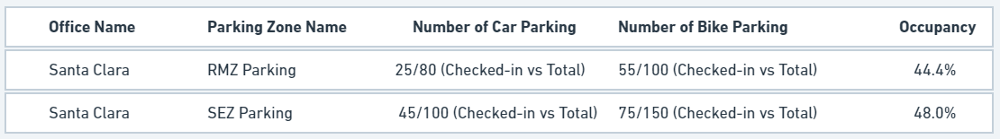 Office Name Parking Zone Name Number of Car Parking Number of Bike Parking Occupancy
Santa Clara RMZ Parking 25/80 (Checked-in vs Total) 55/100 (Checked-in vs Total) 44.4%
Santa Clara SEZ Parking 45/100 (Checked-in vs Total) 75/150 (Checked-in vs Total) 48.0%